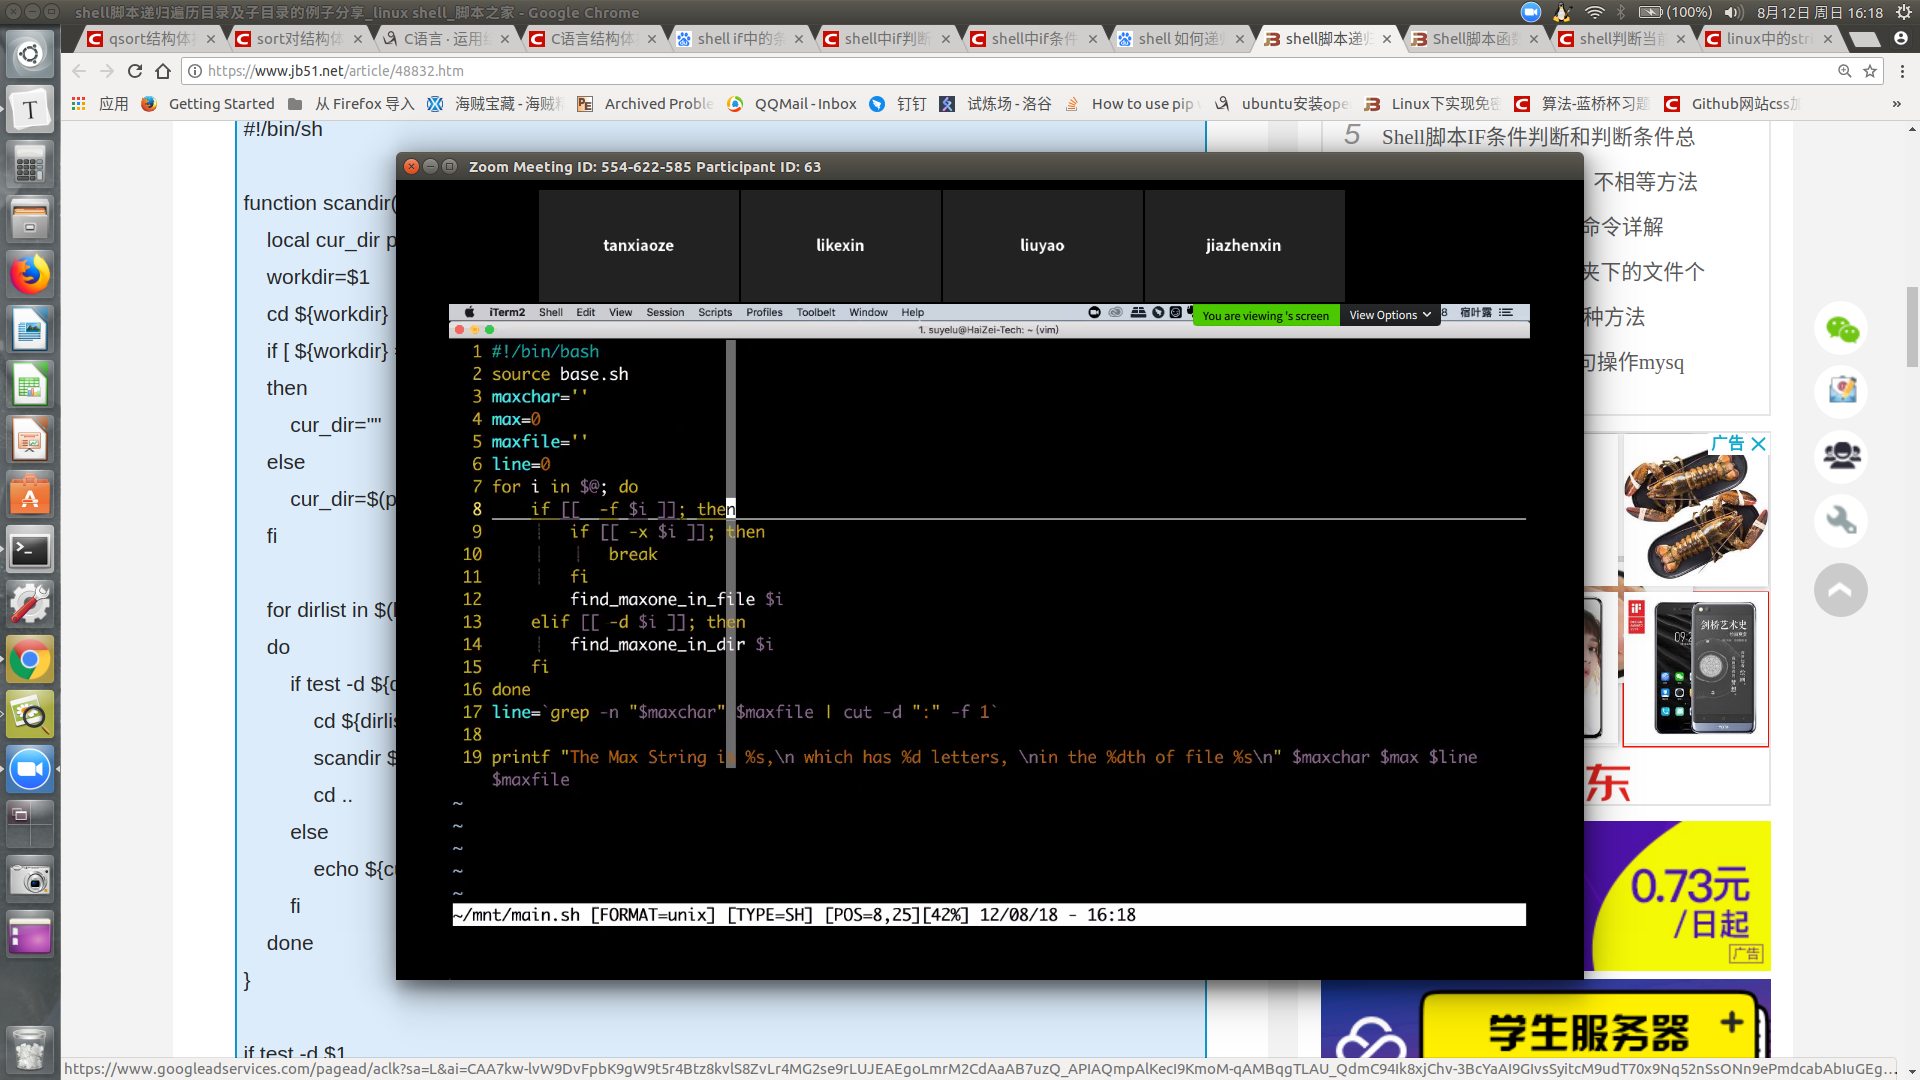 shell脚本递归遍历目录及子目录的例子分享_linux shell_脚本之家 - Google Chrome
(100%) 8月12日 周日 16:18
qsort结构体
sort对结构体
C语言 · 运用
C语言结构体
shell if中的条
shell中if判断
shell中if条件
shell 如何递
shell脚本递归
Shell脚本函数
shell判断当前
linux中的stri
https://www.jb51.net/article/48832.htm
应用
Getting Started
从 Firefox 导入
海贼宝藏 - 海贼
Archived Proble
QQMail - Inbox
钉钉
试炼场 - 洛谷
How to use pip
ubuntu安装ope
Linux下实现免密
算法-蓝桥杯习题
Github网站css加
»
#!/bin/sh
function scandir(
local cur_dir p
workdir=$1
cd ${workdir}
if [ ${workdir}
then
cur_dir=""
else
cur_dir=$(p
fi
for dirlist in $(
do
if test -d ${d
cd ${dirlis
scandir $
cd ..
else
echo ${cu
fi
done
}
if test -d $1
Zoom Meeting ID: 554-622-585 Participant ID: 63
tanxiaoze
likexin
liuyao
jiazhenxin
iTerm2 Shell Edit View Session Scripts Profiles Toolbelt Window Help
You are viewing 's screen
View Options
8 宿叶露
1. suyelu@HaiZei-Tech: ~ (vim)
1 #!/bin/bash
2 source base.sh
3 maxchar=''
4 max=0
5 maxfile=''
6 line=0
7 for i in $@; do
8 if [[ -f $i ]]; then
9 if [[ -x $i ]]; then
10 break
11 fi
12 find_maxone_in_file $i
13 elif [[ -d $i ]]; then
14 find_maxone_in_dir $i
15 fi
16 done
17 line=`grep -n "$maxchar" $maxfile | cut -d ":" -f 1`
18
19 printf "The Max String is %s,\n which has %d letters, \nin the %dth of file %s\n" $maxchar $max $line
$maxfile
~
~
~
~
~
~/mnt/main.sh [FORMAT=unix] [TYPE=SH] [POS=8,25][42%] 12/08/18 - 16:18
5 Shell脚本IF条件判断和判断条件总
不相等方法
命令详解
夹下的文件个
种方法
句操作mysq
广告
剑桥艺术史
东
0.73元
/日起
广告
学生服务器
https://www.googleadservices.com/pagead/aclk?sa=L&ai=CAA7kw-lvW9DvFpbK9gW9t5r4Btz8kvlS8ZvLr4MG2se9rLUJEAEgoLmrM2CdAaAB7uzQ_APIAQmpAlKecI9KmoM-qAMBqgTLAU_QdmC94Ik8xjChv-3BcYaAI9GIvsSyitcM9udT70x9Nq52nSsONn9ePmdcabAbIuGEg...